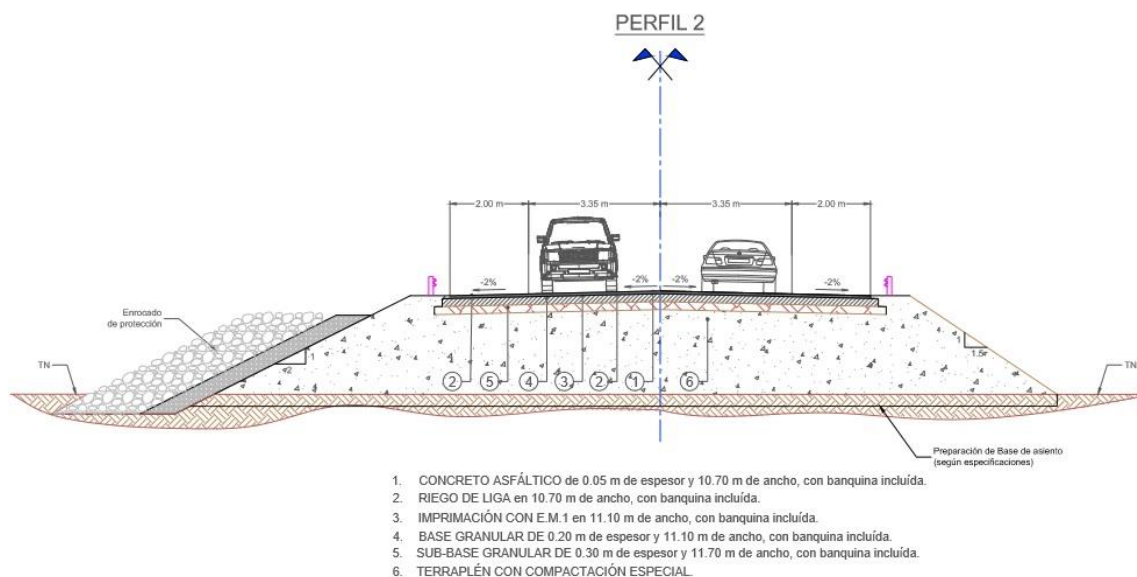 PERFIL 2
2.00 m
3.35 m
3.35 m
2.00 m
-2%
-2%
-2%
-2%
Enrocado
de protección
1
2
1
1.5
TN
TN
2
5
4
3
2
1
6
Preparación de Base de asiento
(según especificaciones)
1. CONCRETO ASFÁLTICO de 0.05 m de espesor y 10.70 m de ancho, con banquina incluída.
2. RIEGO DE LIGA en 10.70 m de ancho, con banquina incluída.
3. IMPRIMACIÓN CON E.M.1 en 11.10 m de ancho, con banquina incluída.
4. BASE GRANULAR DE 0.20 m de espesor y 11.10 m de ancho, con banquina incluída.
5. SUB-BASE GRANULAR DE 0.30 m de espesor y 11.70 m de ancho, con banquina incluída.
6. TERRAPLÉN CON COMPACTACIÓN ESPECIAL.